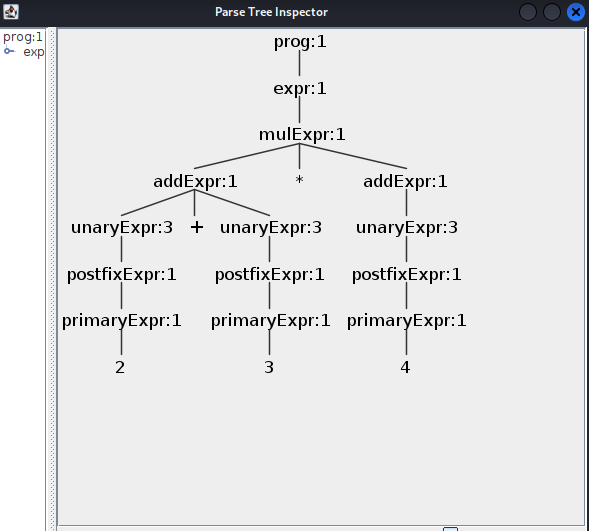 Parse Tree Inspector
prog:1
exp
prog:1
expr:1
mulExpr:1
addExpr:1 * addExpr:1
unaryExpr:3 + unaryExpr:3 unaryExpr:3
postfixExpr:1 postfixExpr:1 postfixExpr:1
primaryExpr:1 primaryExpr:1 primaryExpr:1
2 3 4